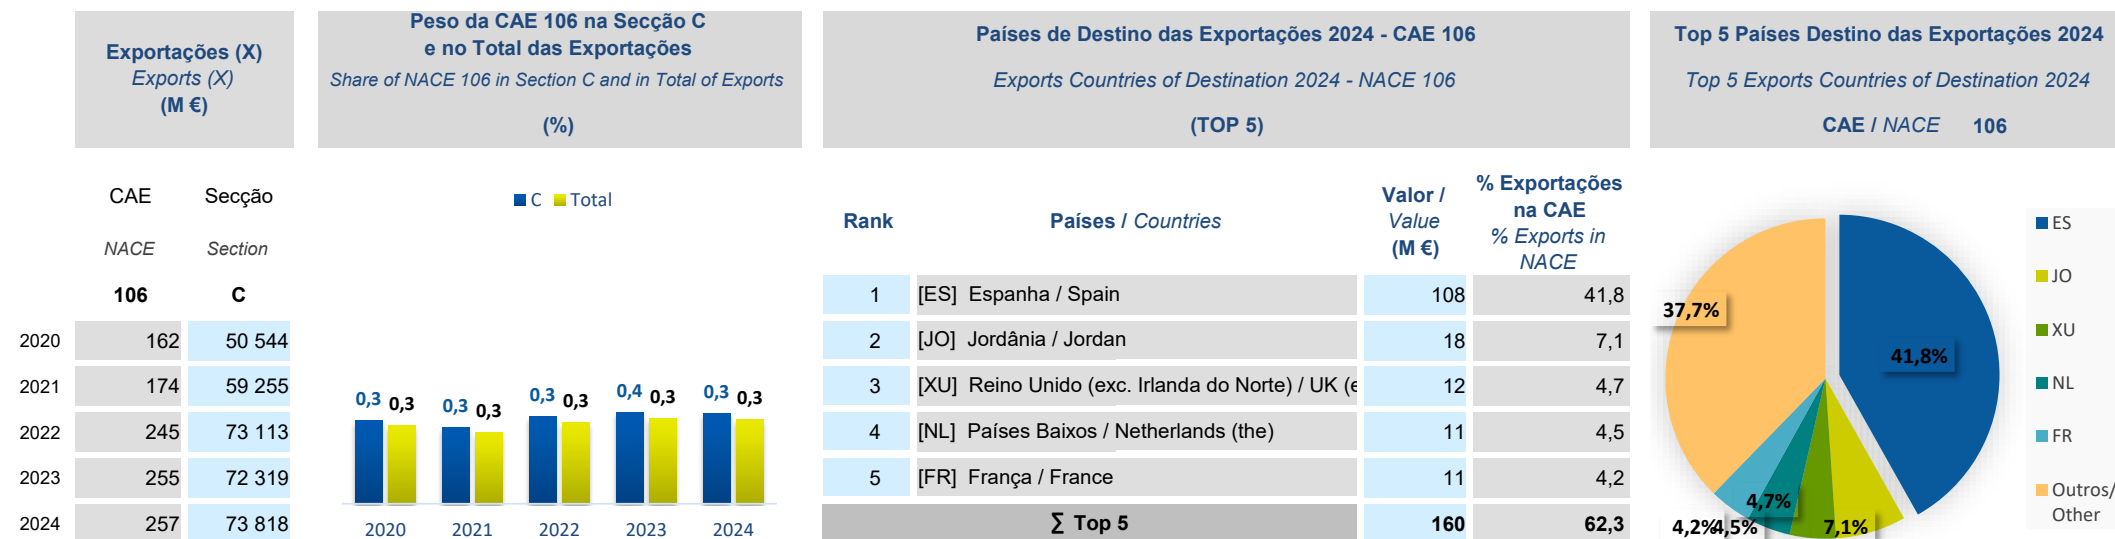 Exportações (X)
Exports (X)
(M €)
Peso da CAE 106 na Secção C
e no Total das Exportações
Share of NACE 106 in Section C and in Total of Exports
(%)
Países de Destino das Exportações 2024 - CAE 106
Exports Countries of Destination 2024 - NACE 106
(TOP 5)
Top 5 Países Destino das Exportações 2024
Top 5 Exports Countries of Destination 2024
CAE / NACE 106
CAE Secção
NACE Section
106 C
2020 162 50 544
2021 174 59 255
2022 245 73 113
2023 255 72 319
2024 257 73 818
C Total
0,3 0,3 0,3 0,3 0,3 0,3 0,4 0,3 0,3 0,3
2020 2021 2022 2023 2024
Rank Países / Countries
Valor /
Value
(M €)
% Exportações
na CAE
% Exports in
NACE
1 [ES] Espanha / Spain 108 41,8
2 [JO] Jordânia / Jordan 18 7,1
3 [XU] Reino Unido (exc. Irlanda do Norte) / UK (e 12 4,7
4 [NL] Países Baixos / Netherlands (the) 11 4,5
5 [FR] França / France 11 4,2
∑ Top 5 160 62,3
37,7%
41,8%
4,7%
4,2% 4,5% 7,1%
ES
JO
XU
NL
FR
Outros/
Other